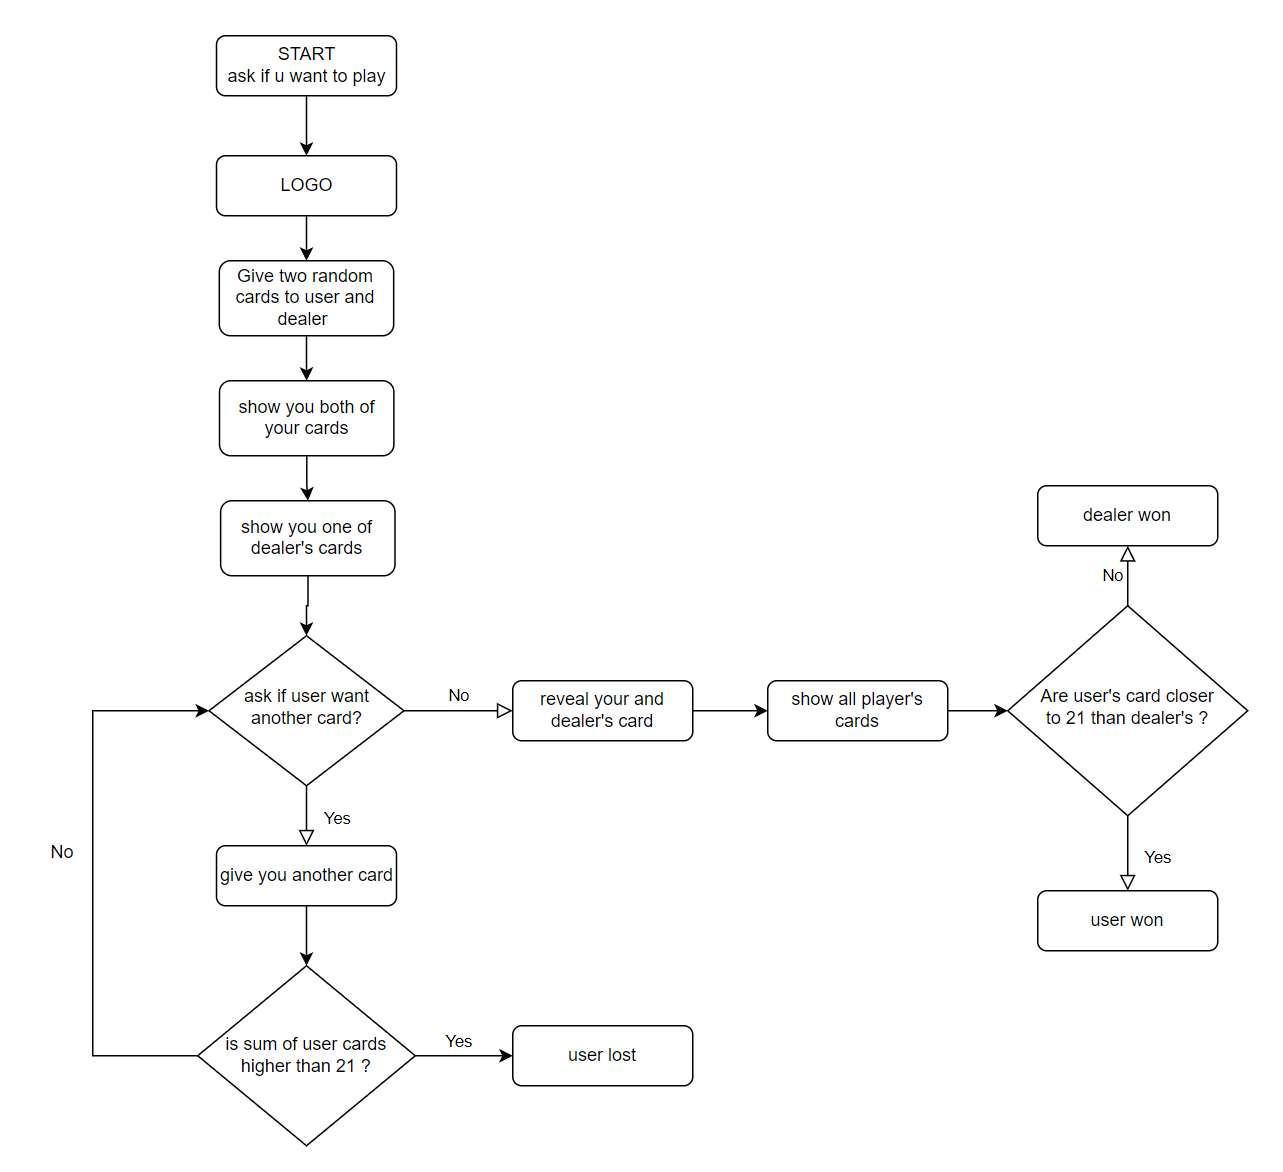 START
ask if u want to play
LOGO
Give two random
cards to user and
dealer
show you both of
your cards
show you one of
dealer's cards
ask if user want
another card?
No
reveal your and
dealer's card
show all player's
cards
Are user's card closer
to 21 than dealer's ?
No
dealer won
Yes
user won
Yes
give you another card
No
is sum of user cards
higher than 21 ?
Yes
user lost